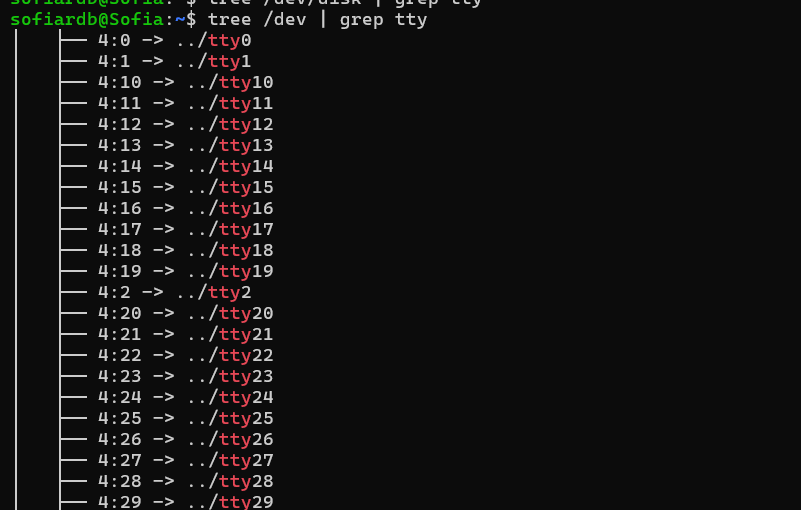 sofiardb@Sofia:~$ tree /dev/disk | grep tty
sofiardb@Sofia:~$ tree /dev | grep tty
│   ├── 4:0 -> ../tty0
│   ├── 4:1 -> ../tty1
│   ├── 4:10 -> ../tty10
│   ├── 4:11 -> ../tty11
│   ├── 4:12 -> ../tty12
│   ├── 4:13 -> ../tty13
│   ├── 4:14 -> ../tty14
│   ├── 4:15 -> ../tty15
│   ├── 4:16 -> ../tty16
│   ├── 4:17 -> ../tty17
│   ├── 4:18 -> ../tty18
│   ├── 4:19 -> ../tty19
│   ├── 4:2 -> ../tty2
│   ├── 4:20 -> ../tty20
│   ├── 4:21 -> ../tty21
│   ├── 4:22 -> ../tty22
│   ├── 4:23 -> ../tty23
│   ├── 4:24 -> ../tty24
│   ├── 4:25 -> ../tty25
│   ├── 4:26 -> ../tty26
│   ├── 4:27 -> ../tty27
│   ├── 4:28 -> ../tty28
│   ├── 4:29 -> ../tty29